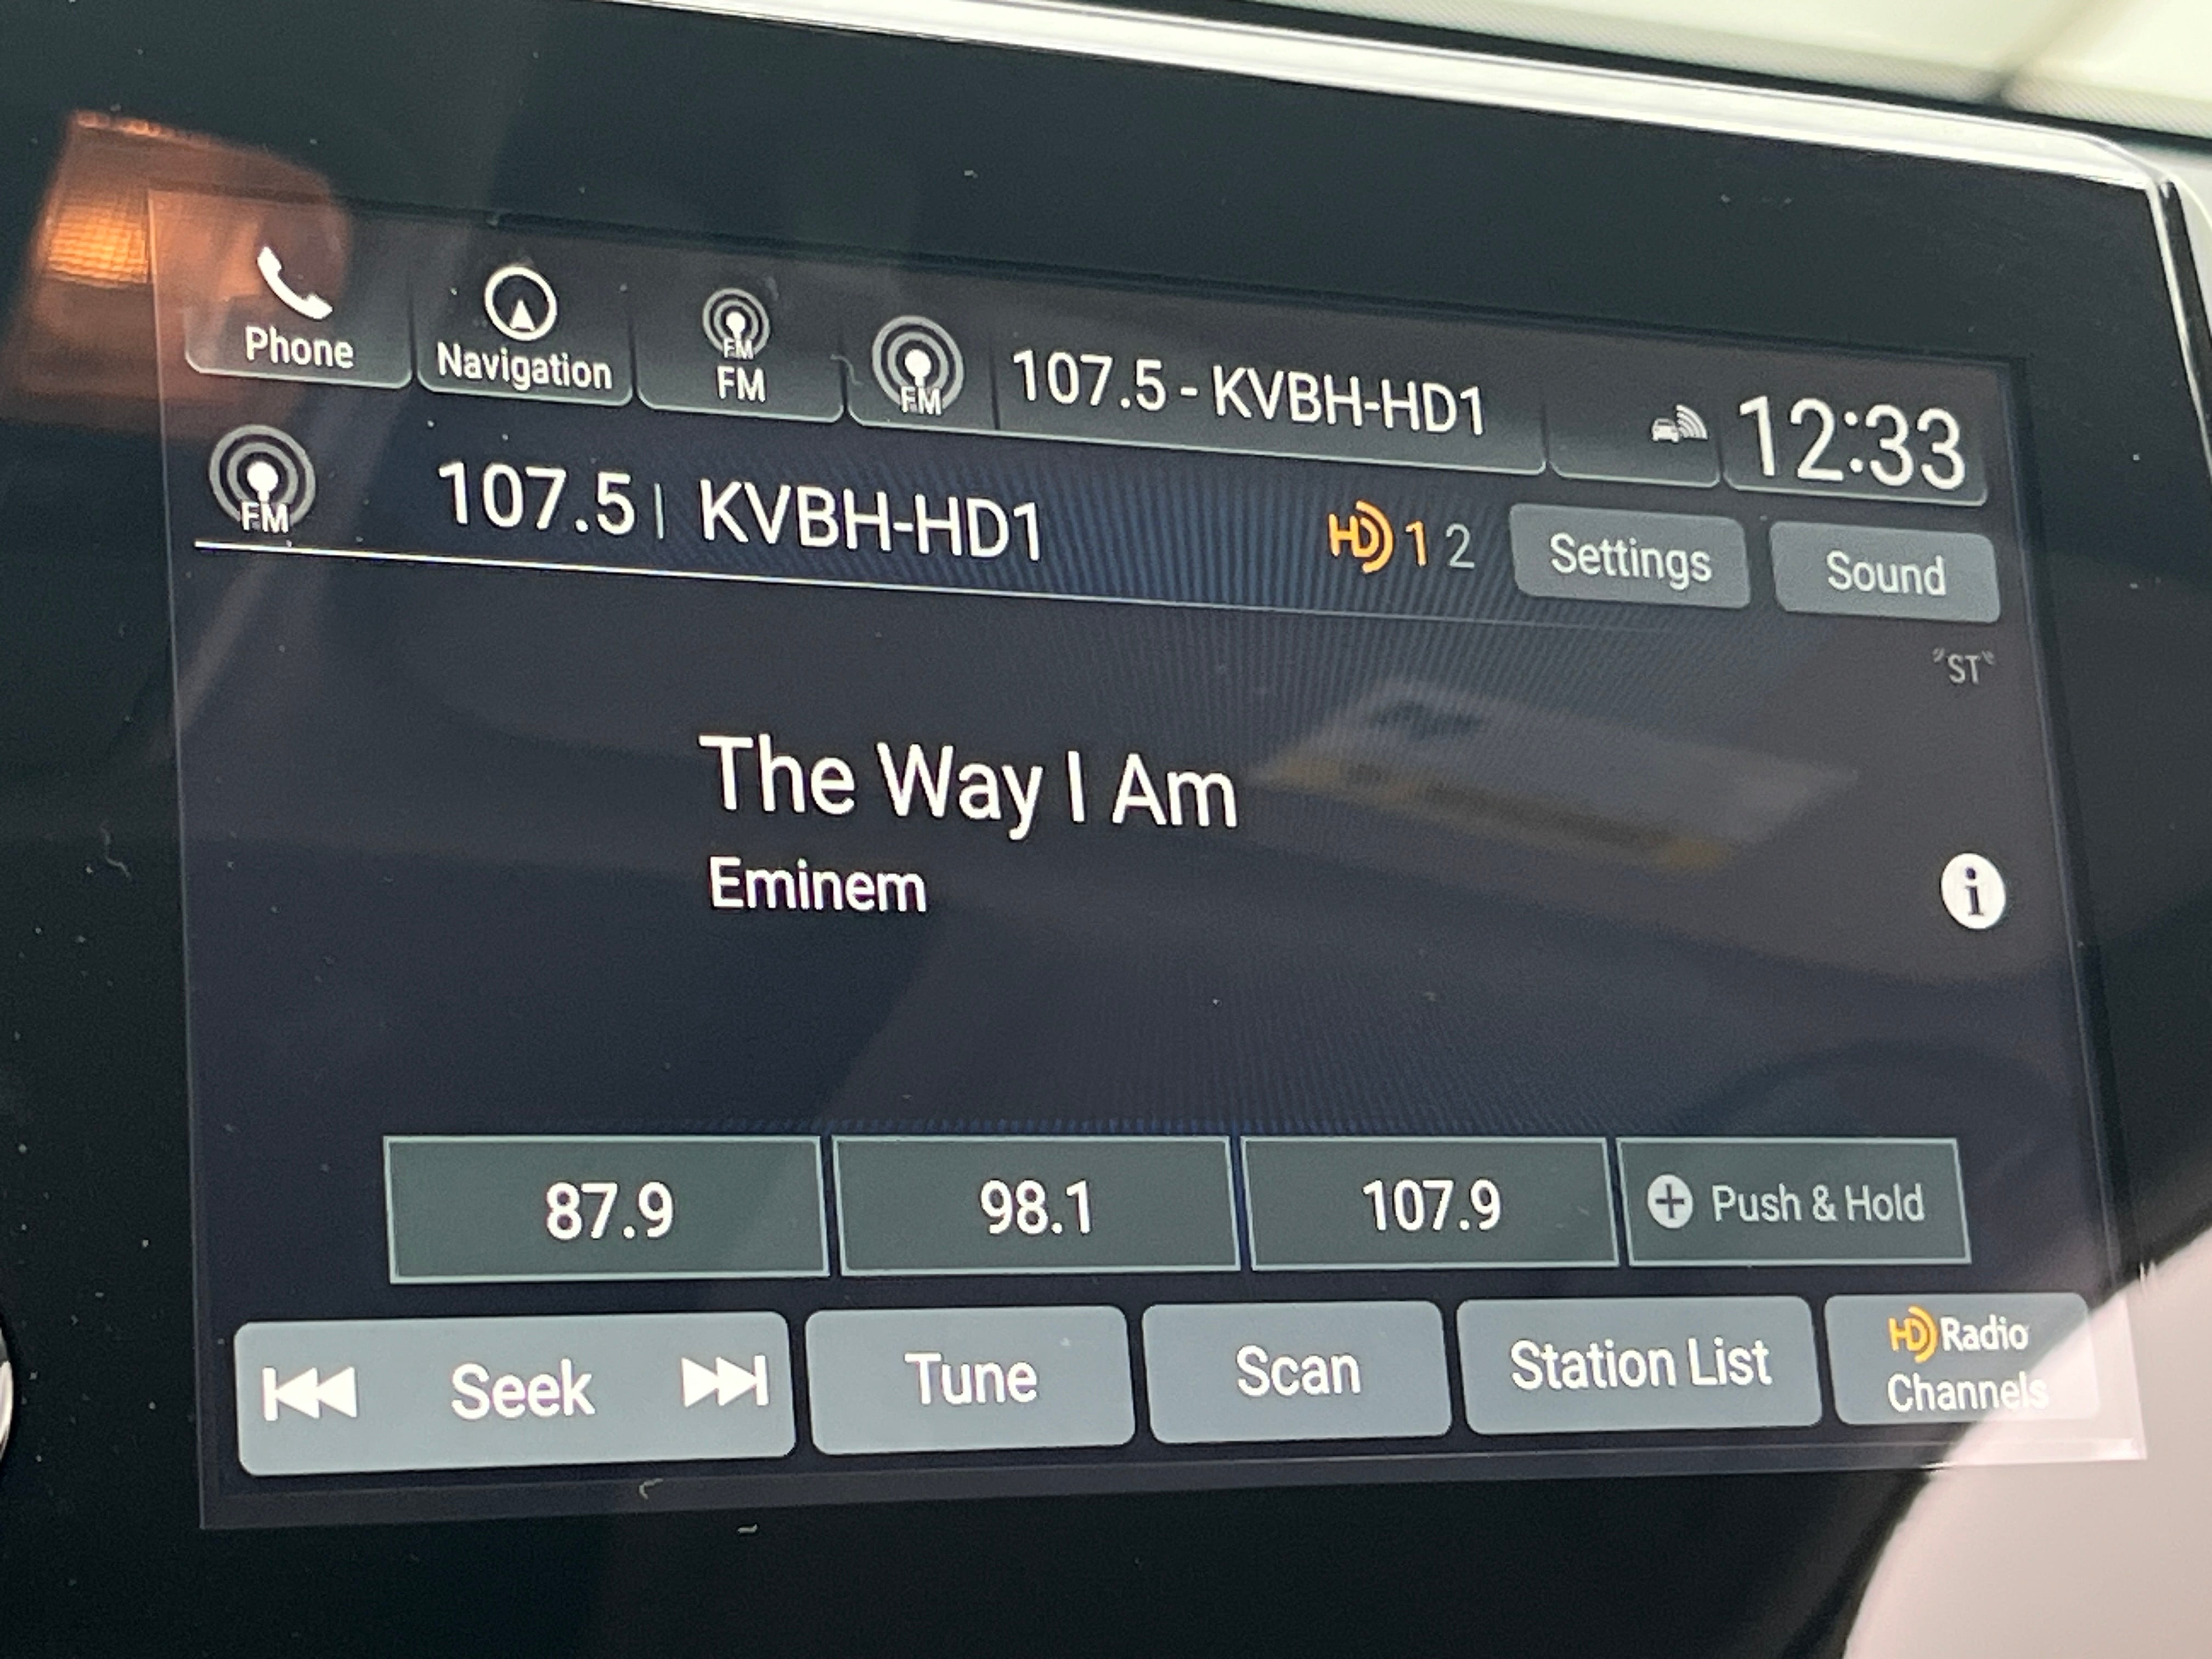 Phone
Navigation
FM
FM
FM
107.5 - KVBH-HD1
12:33
FM
107.5 | KVBH-HD1
HD 1 2
Settings
Sound
"ST"
The Way I Am
Eminem
i
87.9
98.1
107.9
Push & Hold
Seek
Tune
Scan
Station List
HD Radio
Channels